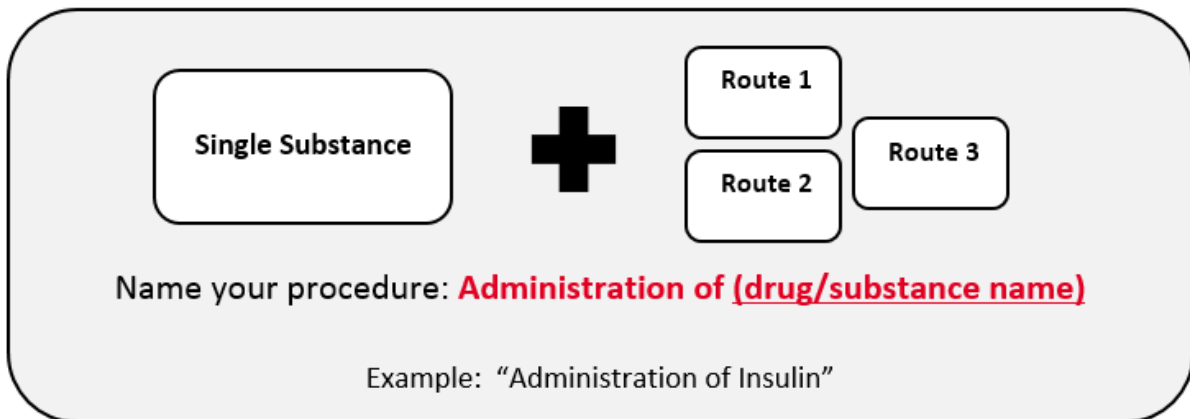 Single Substance
Route 1
Route 2
Route 3
Name your procedure: Administration of (drug/substance name)
Example: “Administration of Insulin”